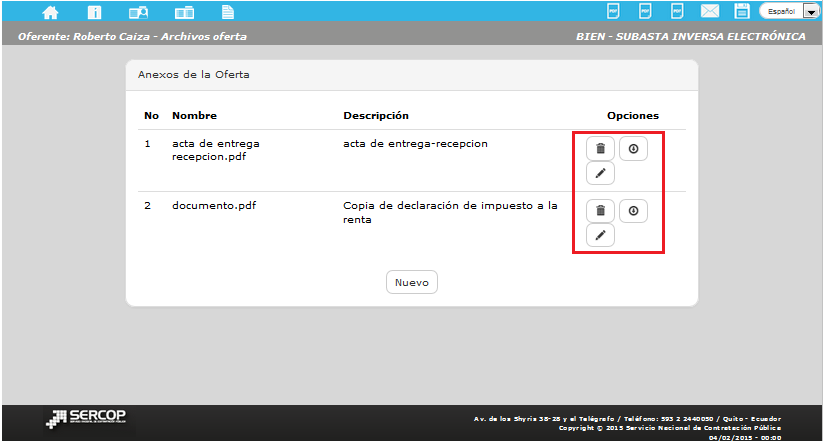 Español
Oferente: Roberto Caiza - Archivos oferta
BIEN - SUBASTA INVERSA ELECTRÓNICA
Anexos de la Oferta
No Nombre Descripción Opciones
1 acta de entrega recepcion.pdf acta de entrega-recepcion
2 documento.pdf Copia de declaración de impuesto a la renta
Nuevo
SERCOP
Av. de los Shyris 38-28 y el Telégrafo / Teléfono: 593 2 2440050 / Quito - Ecuador
Copyright © 2015 Servicio Nacional de Contratación Pública
04/02/2015 - 00:00